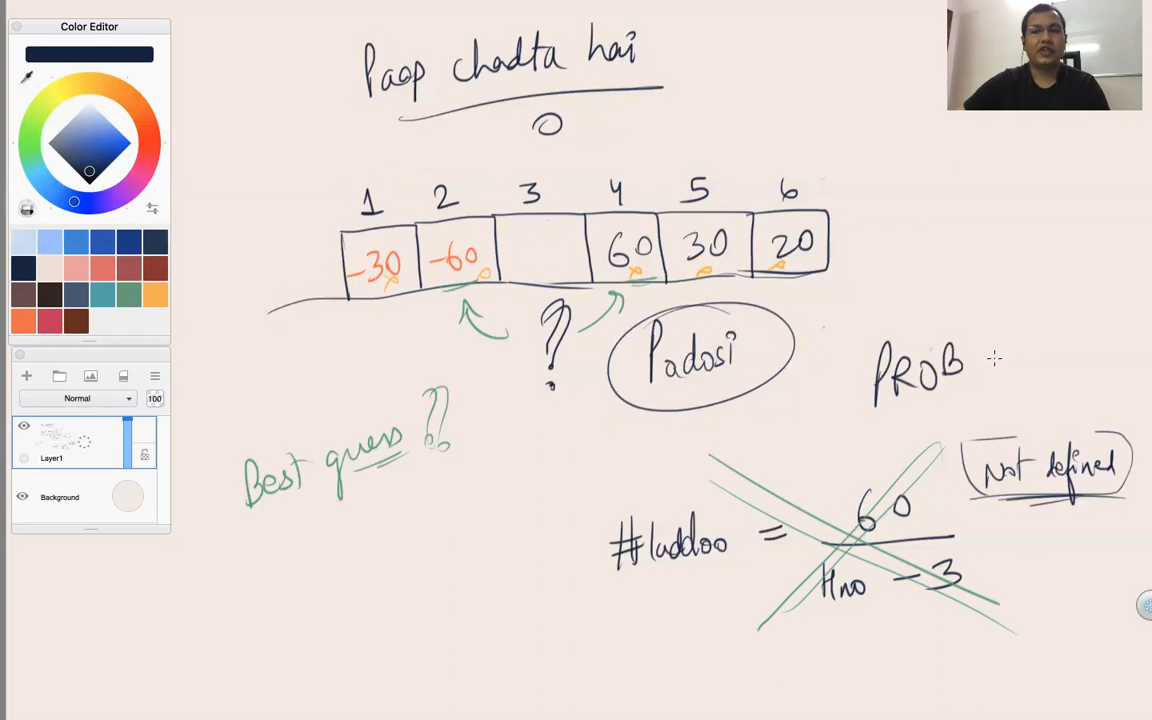 Color Editor
Paap chadta hai
0
1 2 3 4 5 6
-30 -60 60 30 20
?
Padosi
PROB
Best guess ??
Not defined
#laddoo = 60
Hno - 3
Normal
100
Layer1
Background